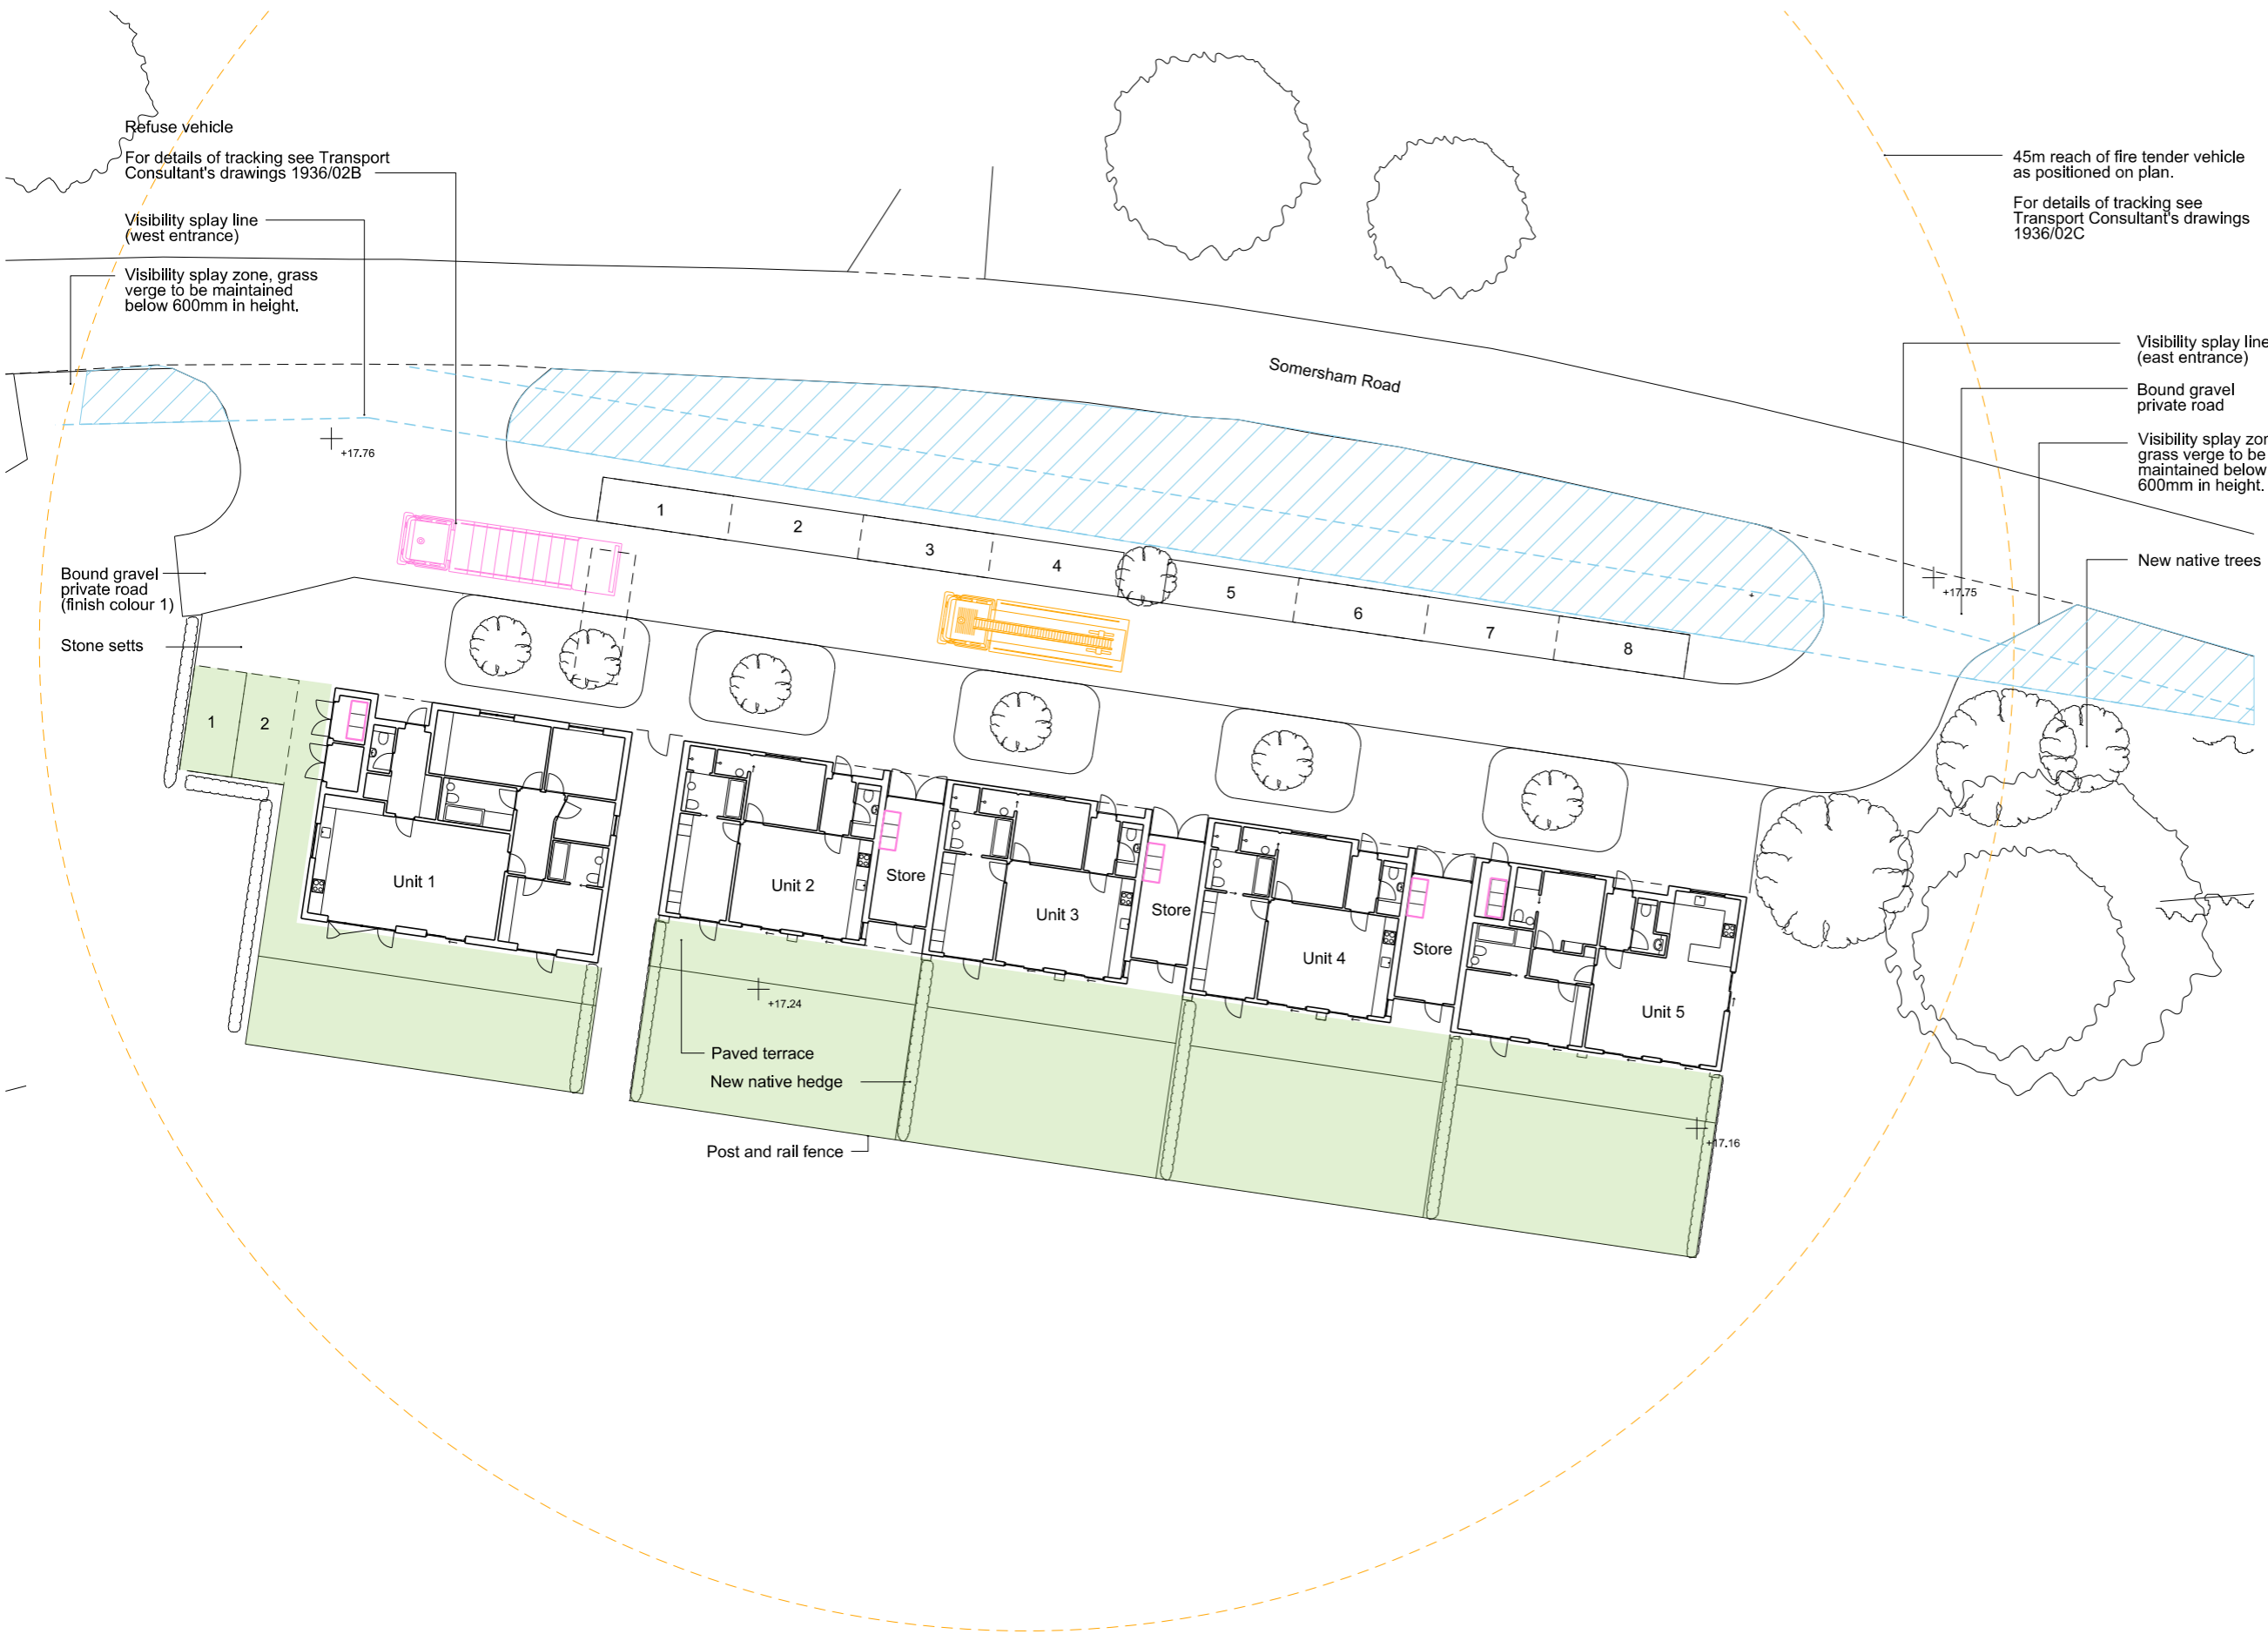 Refuse vehicle
For details of tracking see Transport
Consultant's drawings 1936/02B
Visibility splay line
(west entrance)
Visibility splay zone, grass
verge to be maintained
below 600mm in height.
45m reach of fire tender vehicle
as positioned on plan.
For details of tracking see
Transport Consultant's drawings
1936/02C
Somersham Road
Visibility splay line
(east entrance)
Bound gravel
private road
Visibility splay zon
grass verge to be
maintained below
600mm in height.
New native trees
+17.76
+17.75
1
2
3
4
5
6
7
8
Bound gravel
private road
(finish colour 1)
Stone setts
1
2
Unit 1
Unit 2
Store
Unit 3
Store
Unit 4
Store
Unit 5
+17.24
Paved terrace
New native hedge
Post and rail fence
+17.16